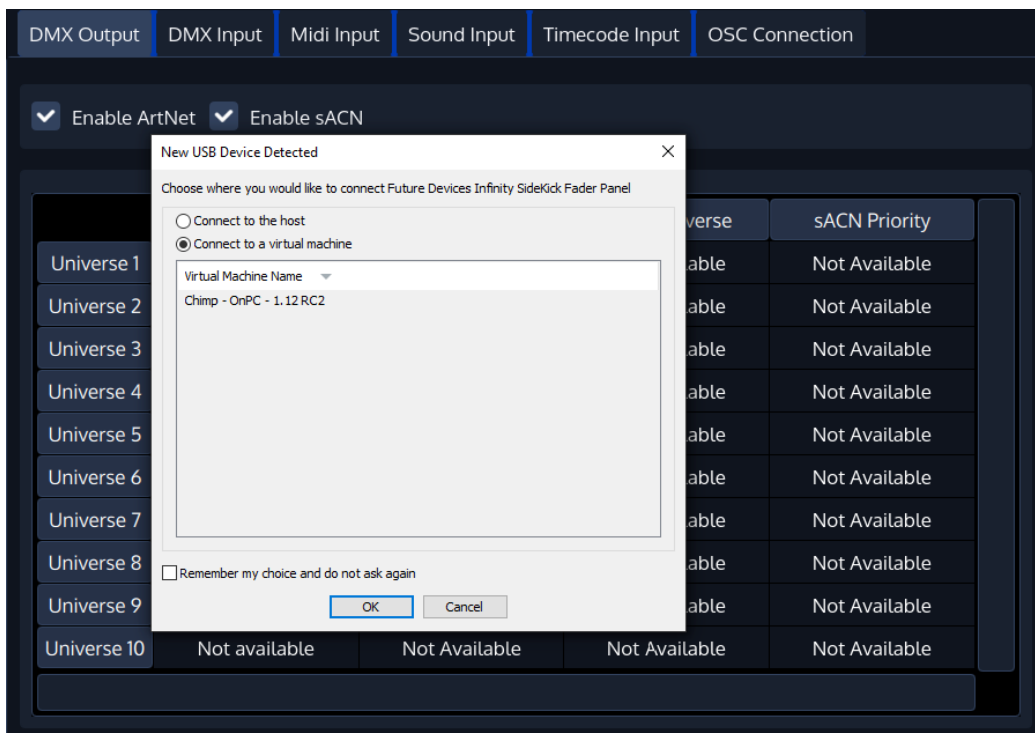 DMX Output DMX Input Midi Input Sound Input Timecode Input OSC Connection
Enable ArtNet Enable sACN
New USB Device Detected
Choose where you would like to connect Future Devices Infinity SideKick Fader Panel
Connect to the host
Connect to a virtual machine
Virtual Machine Name
Chimp - OnPC - 1.12 RC2
Remember my choice and do not ask again
OK Cancel
verse sACN Priority
Universe 1 able Not Available
Universe 2 able Not Available
Universe 3 able Not Available
Universe 4 able Not Available
Universe 5 able Not Available
Universe 6 able Not Available
Universe 7 able Not Available
Universe 8 able Not Available
Universe 9 able Not Available
Universe 10 Not available Not Available Not Available Not Available